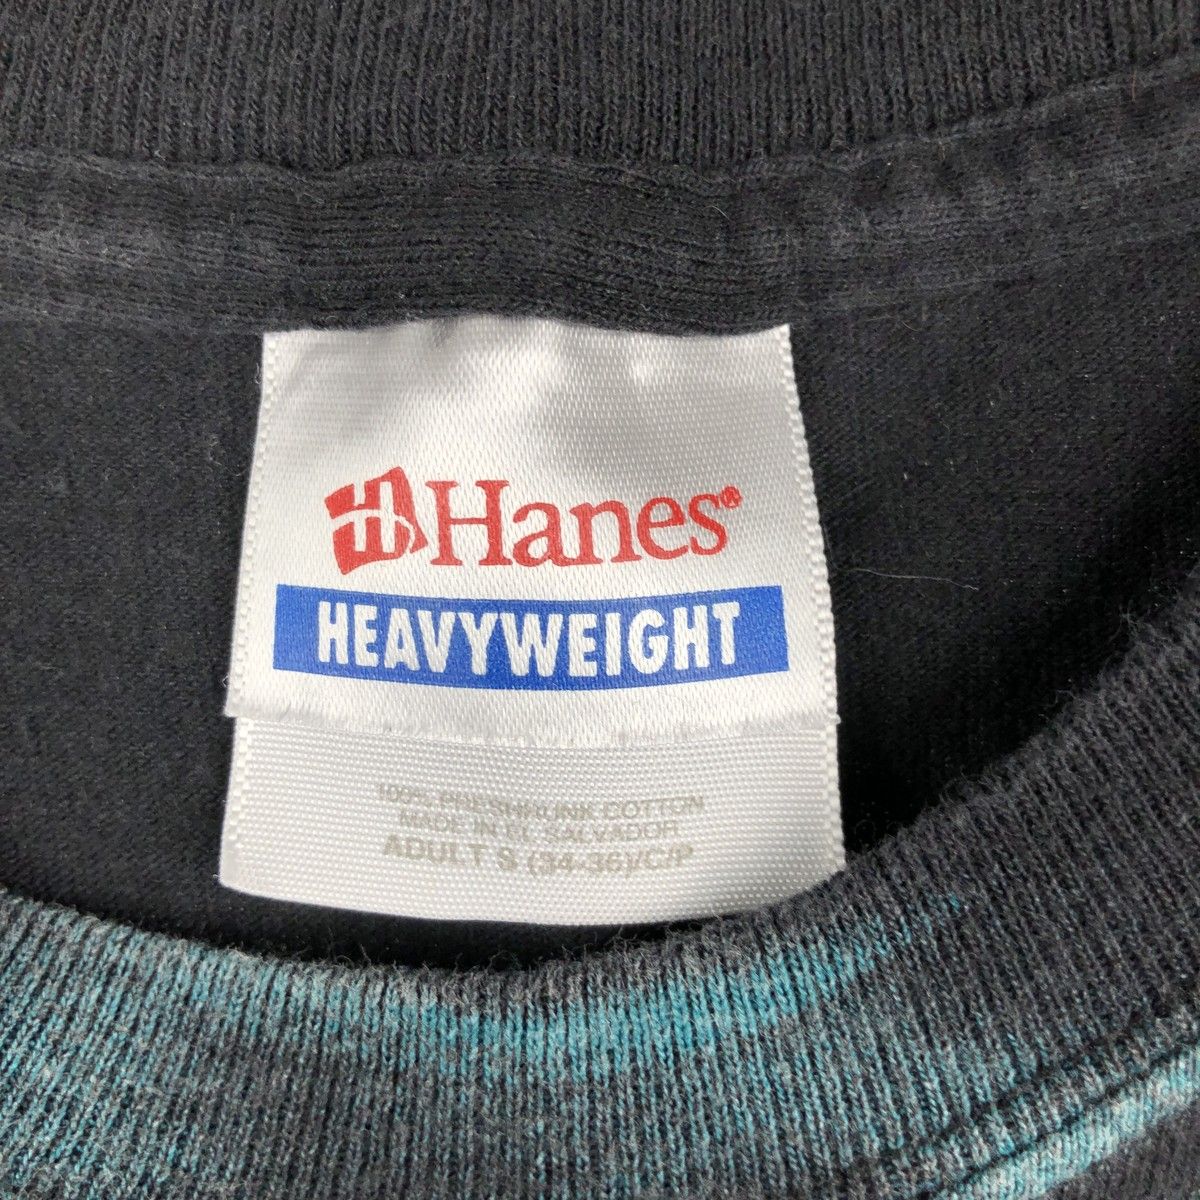 Hanes®
HEAVYWEIGHT
100% PRESHRUNK COTTON
MADE IN EL SALVADOR
ADULT S (34-36)/C/P